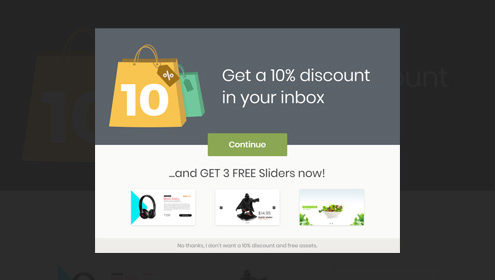 %
10
Get a 10% discount
in your inbox
Continue
...and GET 3 FREE Sliders now!
$14.95
No thanks, I don't want a 10% discount and free assets.